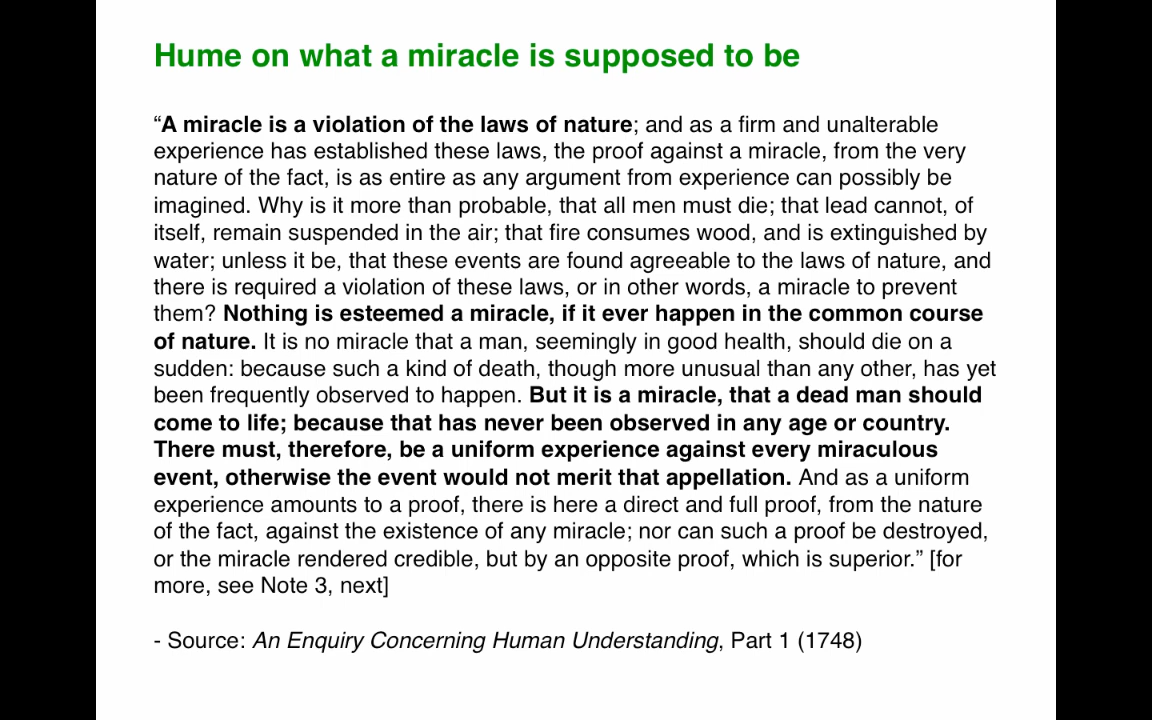 Hume on what a miracle is supposed to be
“A miracle is a violation of the laws of nature; and as a firm and unalterable
experience has established these laws, the proof against a miracle, from the very
nature of the fact, is as entire as any argument from experience can possibly be
imagined. Why is it more than probable, that all men must die; that lead cannot, of
itself, remain suspended in the air; that fire consumes wood, and is extinguished by
water; unless it be, that these events are found agreeable to the laws of nature, and
there is required a violation of these laws, or in other words, a miracle to prevent
them? Nothing is esteemed a miracle, if it ever happen in the common course
of nature. It is no miracle that a man, seemingly in good health, should die on a
sudden: because such a kind of death, though more unusual than any other, has yet
been frequently observed to happen. But it is a miracle, that a dead man should
come to life; because that has never been observed in any age or country.
There must, therefore, be a uniform experience against every miraculous
event, otherwise the event would not merit that appellation. And as a uniform
experience amounts to a proof, there is here a direct and full proof, from the nature
of the fact, against the existence of any miracle; nor can such a proof be destroyed,
or the miracle rendered credible, but by an opposite proof, which is superior.” [for
more, see Note 3, next]
- Source: An Enquiry Concerning Human Understanding, Part 1 (1748)